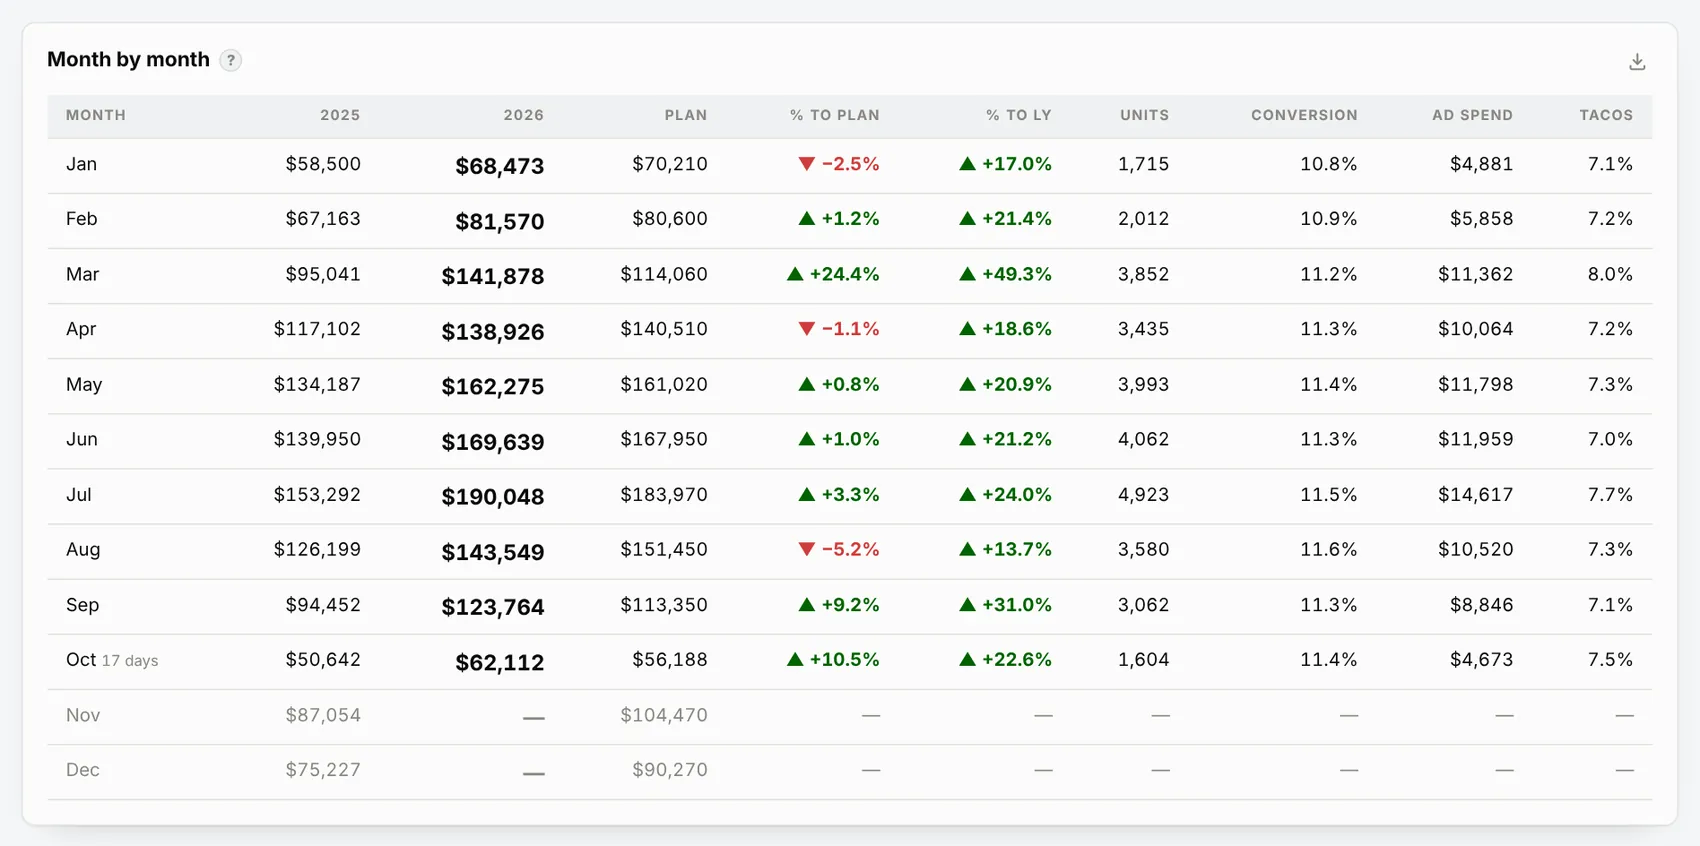 Month by month ?
MONTH 2025 2026 PLAN % TO PLAN % TO LY UNITS CONVERSION AD SPEND TACOS
Jan $58,500 $68,473 $70,210 ▼ −2.5% ▲ +17.0% 1,715 10.8% $4,881 7.1%
Feb $67,163 $81,570 $80,600 ▲ +1.2% ▲ +21.4% 2,012 10.9% $5,858 7.2%
Mar $95,041 $141,878 $114,060 ▲ +24.4% ▲ +49.3% 3,852 11.2% $11,362 8.0%
Apr $117,102 $138,926 $140,510 ▼ −1.1% ▲ +18.6% 3,435 11.3% $10,064 7.2%
May $134,187 $162,275 $161,020 ▲ +0.8% ▲ +20.9% 3,993 11.4% $11,798 7.3%
Jun $139,950 $169,639 $167,950 ▲ +1.0% ▲ +21.2% 4,062 11.3% $11,959 7.0%
Jul $153,292 $190,048 $183,970 ▲ +3.3% ▲ +24.0% 4,923 11.5% $14,617 7.7%
Aug $126,199 $143,549 $151,450 ▼ −5.2% ▲ +13.7% 3,580 11.6% $10,520 7.3%
Sep $94,452 $123,764 $113,350 ▲ +9.2% ▲ +31.0% 3,062 11.3% $8,846 7.1%
Oct 17 days $50,642 $62,112 $56,188 ▲ +10.5% ▲ +22.6% 1,604 11.4% $4,673 7.5%
Nov $87,054 — $104,470 — — — — — —
Dec $75,227 — $90,270 — — — — — —